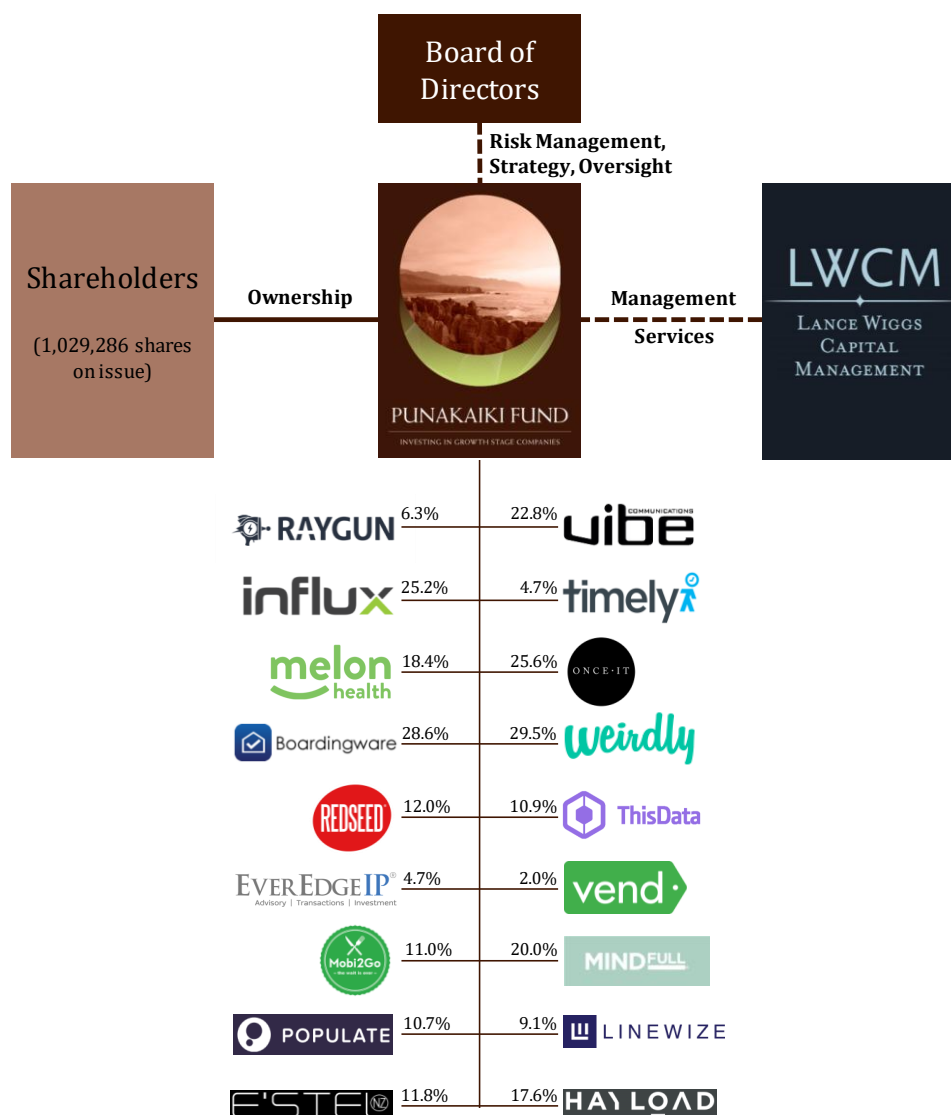 Board of
Directors
Risk Management,
Strategy, Oversight
Shareholders
(1,029,286 shares
on issue)
Ownership
PUNAKAIKI FUND
INVESTING IN GROWTH STAGE COMPANIES
Management
Services
LWCM
LANCE WIGGS
CAPITAL
MANAGEMENT
RAYGUN 6.3% 22.8% vibe COMMUNICATIONS
influx 25.2% 4.7% timely
melon health 18.4% 25.6% ONCE·IT
Boardingware 28.6% 29.5% weirdly
REDSEED 12.0% 10.9% ThisData
EVEREDGEIP® 4.7% 2.0% vend
Advisory | Transactions | Investment
Mobi2Go 11.0% 20.0% MINDFULL
POPULATE 10.7% 9.1% LINEWIZE
NZ 11.8% 17.6% HAYLOAD